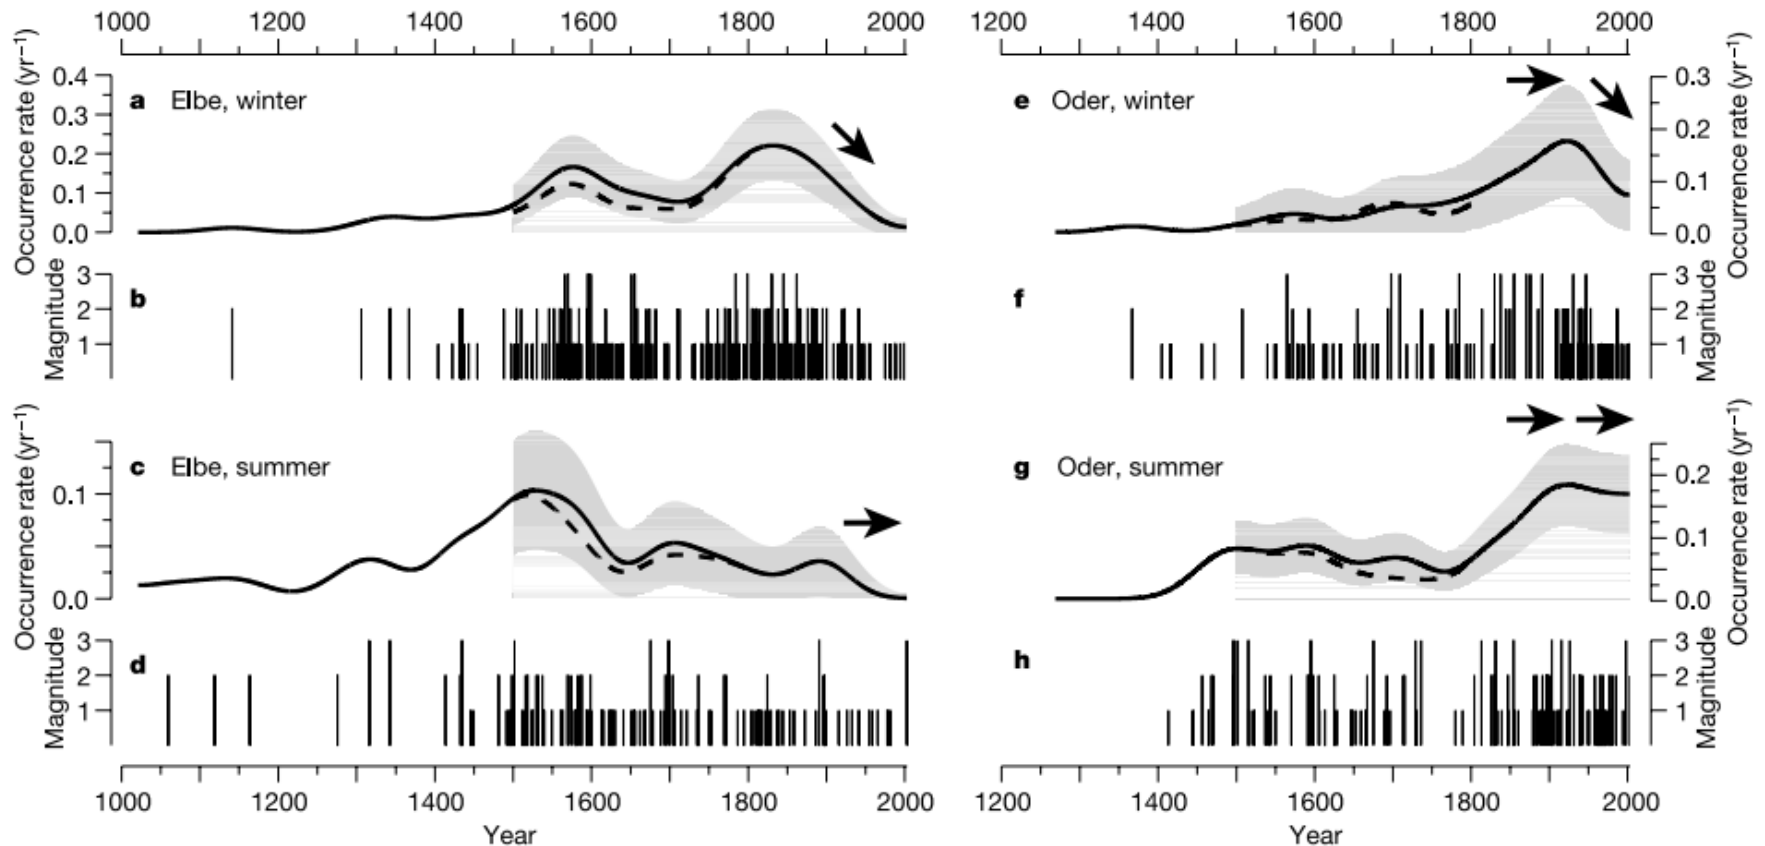 1000 1200 1400 1600 1800 2000
1200 1400 1600 1800 2000
Occurrence rate (yr⁻¹)
0.4
0.3
0.2
0.1
0.0
a Elbe, winter
e Oder, winter
0.3
0.2
0.1
0.0
Occurrence rate (yr⁻¹)
Magnitude
3
2
1
b
f
3
2
1
Magnitude
Occurrence rate (yr⁻¹)
0.1
0.0
c Elbe, summer
g Oder, summer
0.2
0.1
0.0
Occurrence rate (yr⁻¹)
Magnitude
3
2
1
d
h
3
2
1
Magnitude
1000 1200 1400 1600 1800 2000
1200 1400 1600 1800 2000
Year
Year